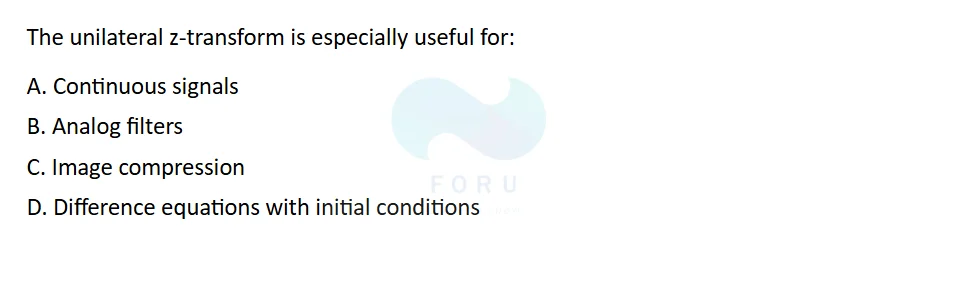 The unilateral z-transform is especially useful for:
A. Continuous signals
B. Analog filters
C. Image compression
FORU
D. Difference equations with initial conditions